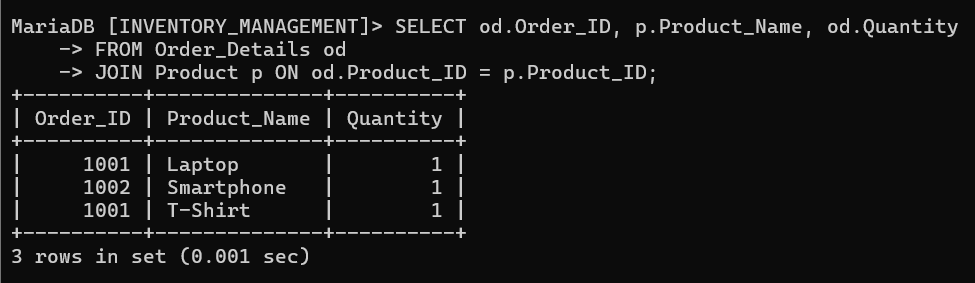 MariaDB [INVENTORY_MANAGEMENT]> SELECT od.Order_ID, p.Product_Name, od.Quantity
    -> FROM Order_Details od
    -> JOIN Product p ON od.Product_ID = p.Product_ID;
+----------+--------------+----------+
| Order_ID | Product_Name | Quantity |
+----------+--------------+----------+
|     1001 | Laptop       |        1 |
|     1002 | Smartphone   |        1 |
|     1001 | T-Shirt      |        1 |
+----------+--------------+----------+
3 rows in set (0.001 sec)